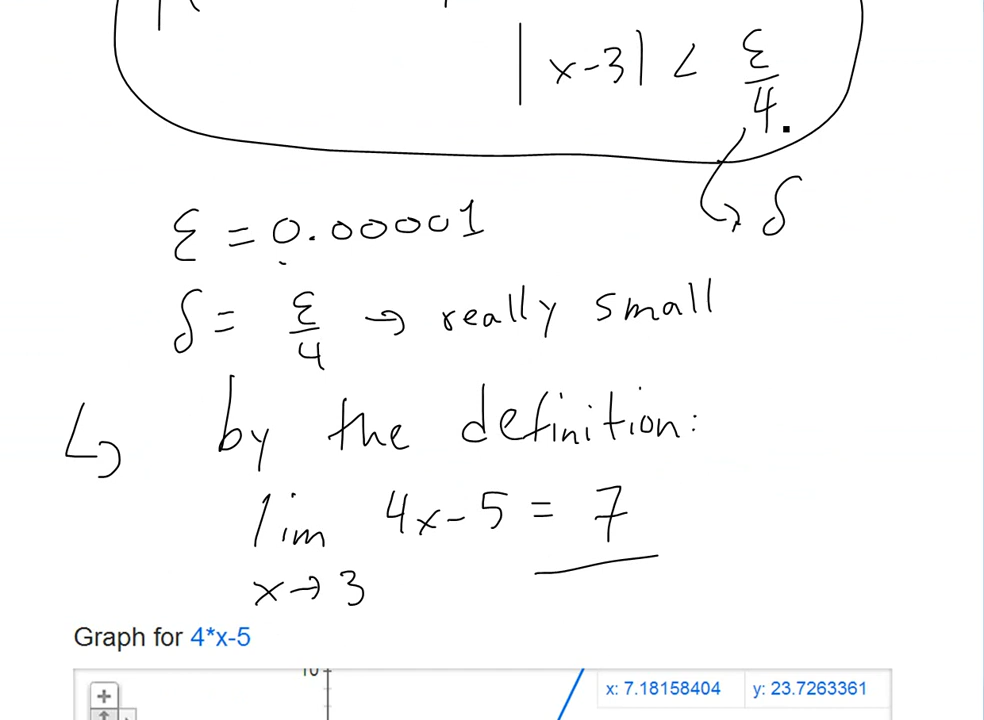 |x-3| < ε/4.
↳ δ
ε = 0.00001
δ = ε/4 → really small
↳ by the definition:
lim 4x-5 = 7
x→3
Graph for 4*x-5
10
x: 7.18158404 y: 23.7263361